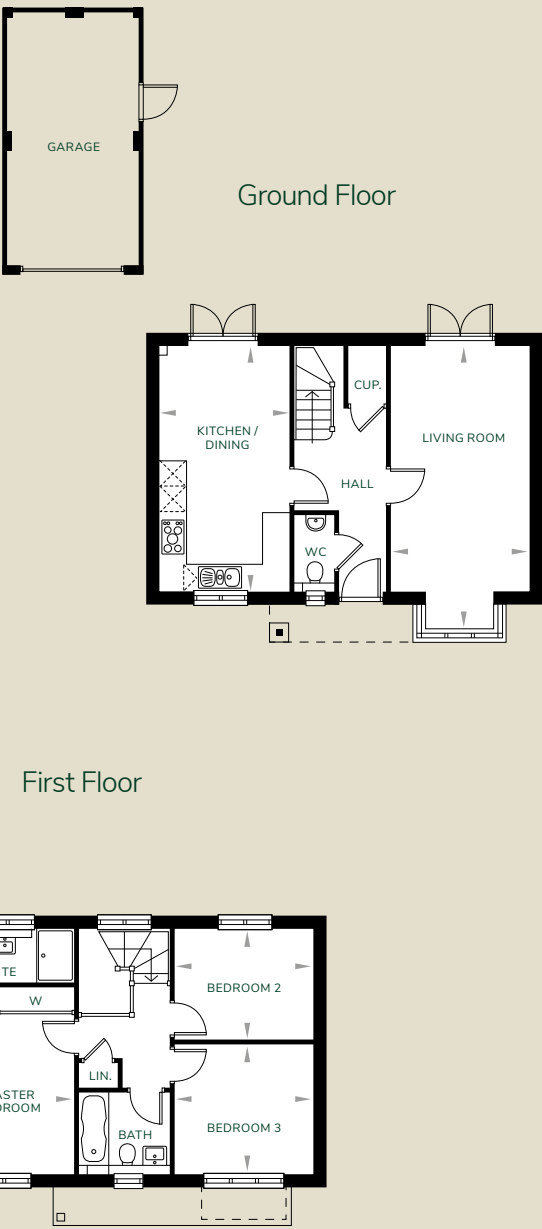 GARAGE
Ground Floor
CUP.
KITCHEN /
DINING
LIVING ROOM
HALL
WC
First Floor
TE
W
BEDROOM 2
LIN.
ASTER
ROOM
BATH
BEDROOM 3